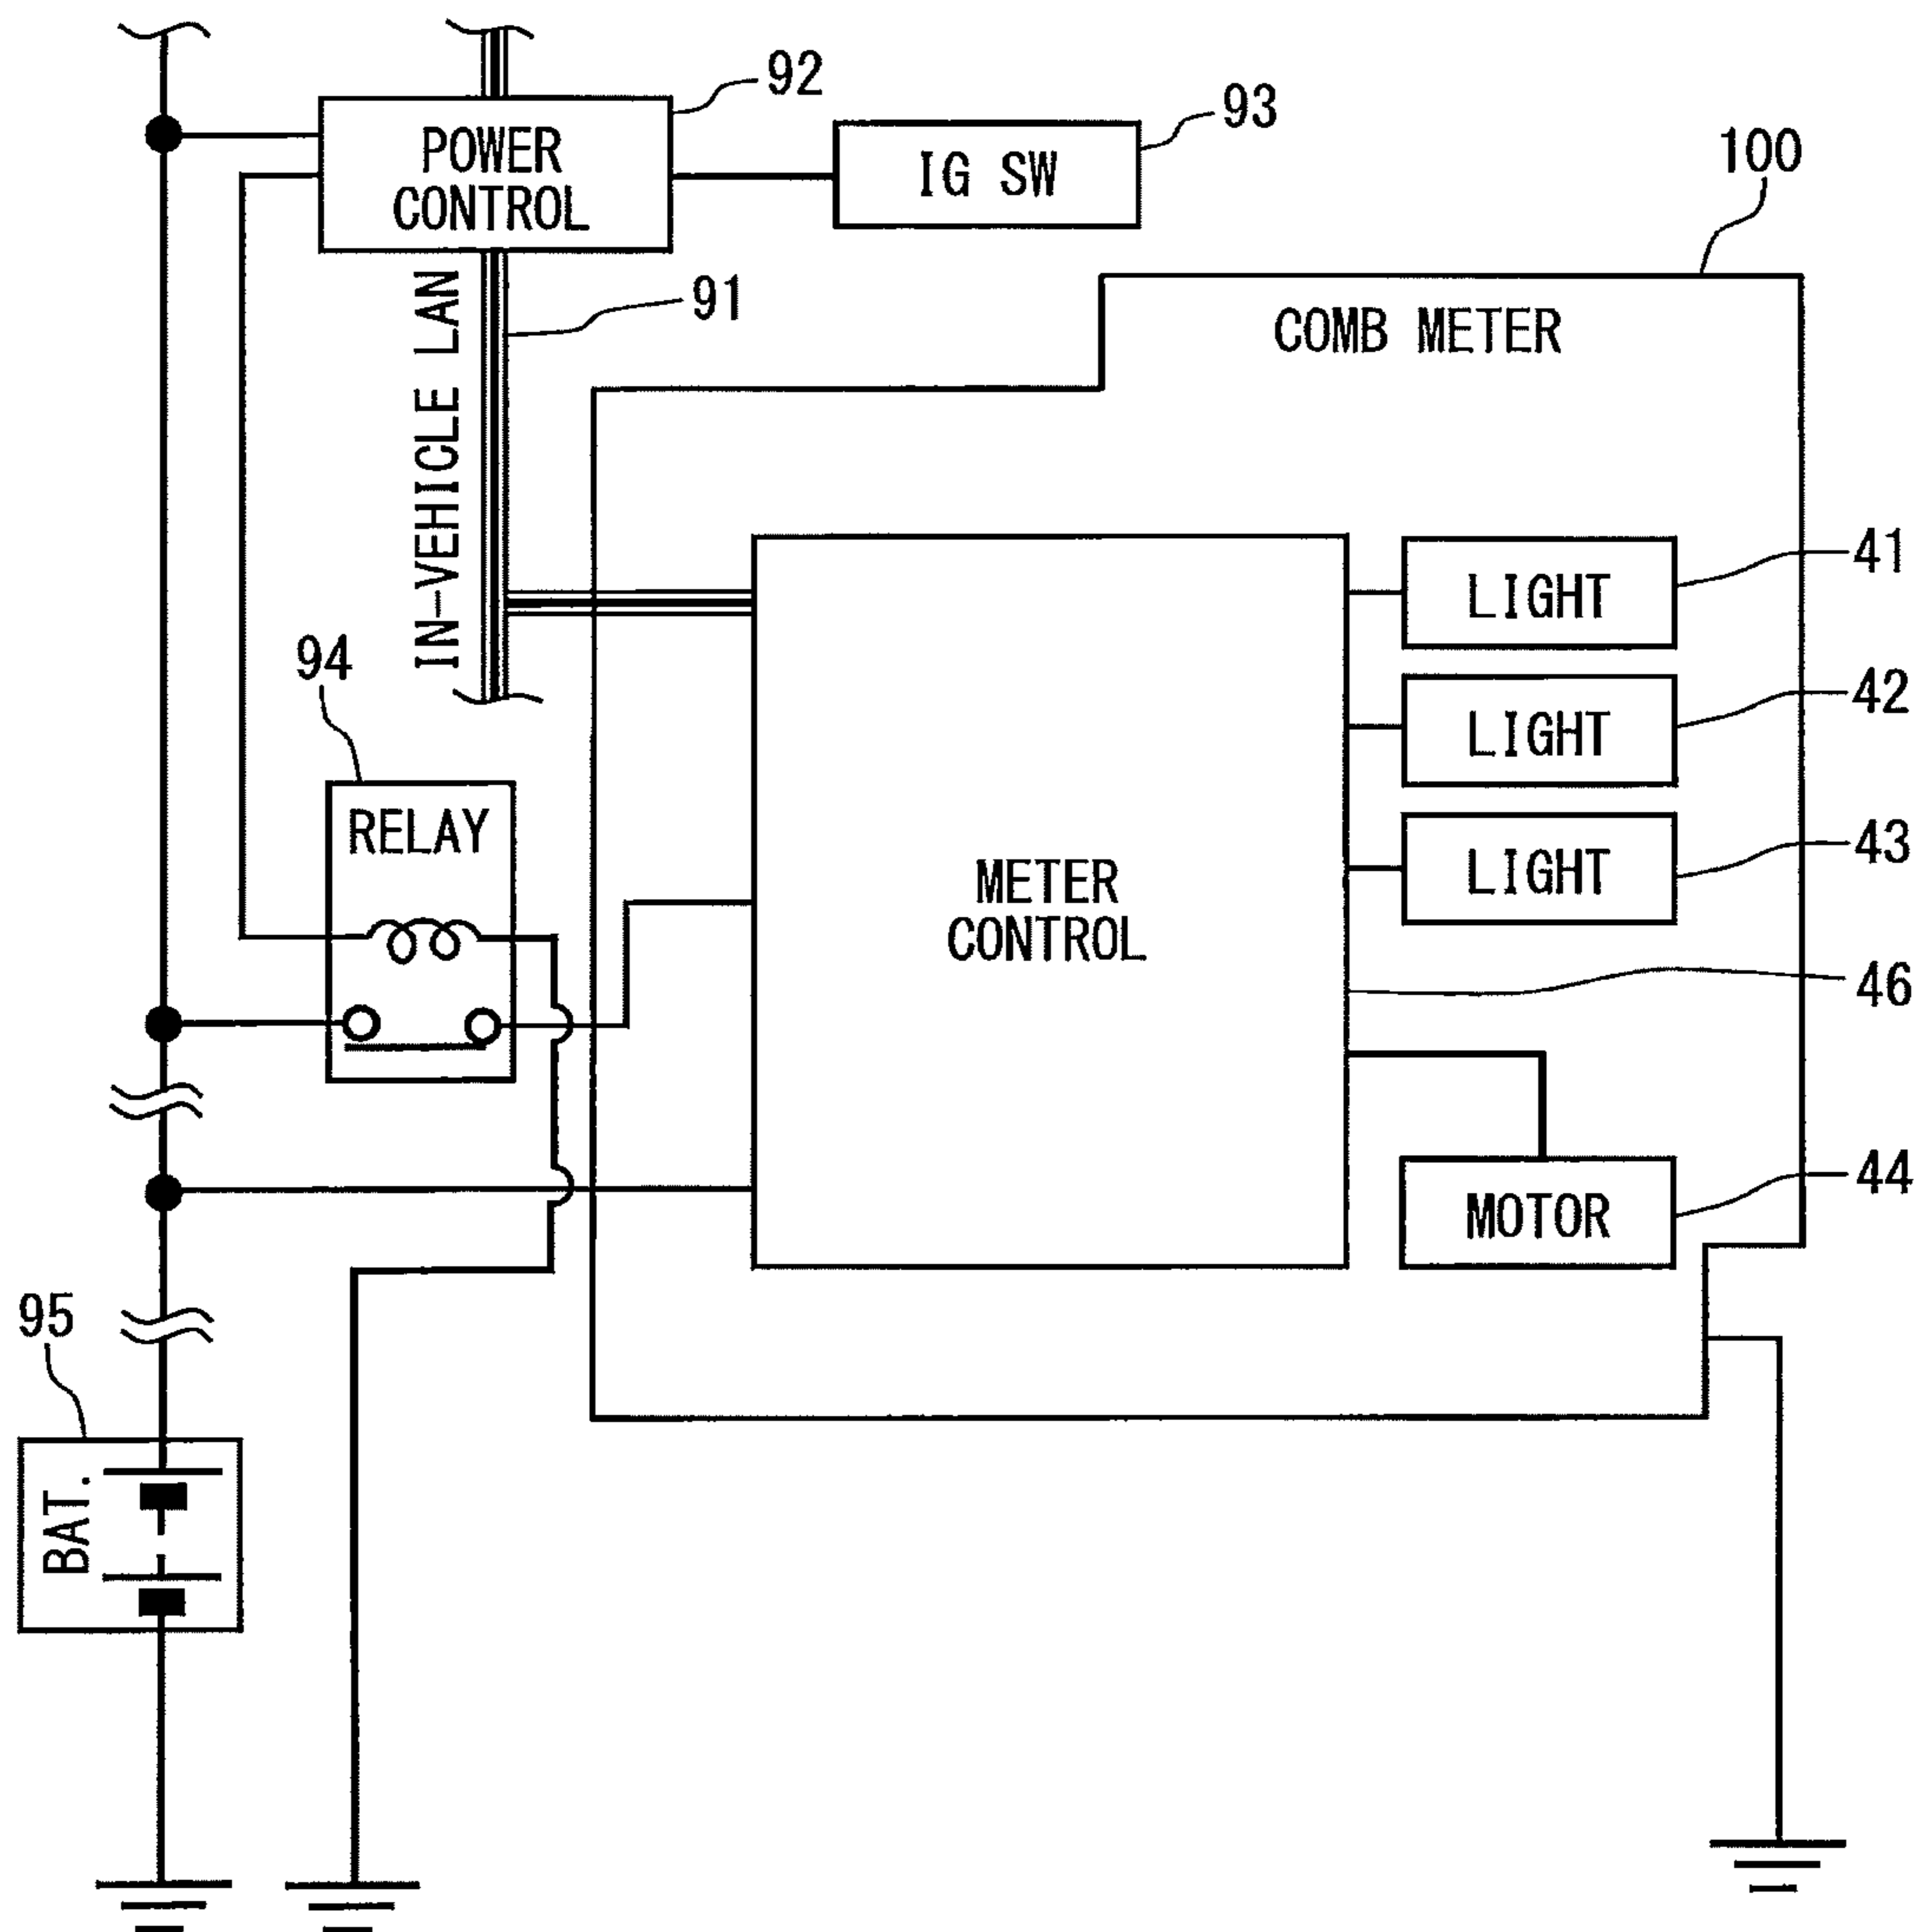 92
POWER
CONTROL
93
IG SW
100
COMB METER
IN-VEHICLE LAN
91
41
LIGHT
42
LIGHT
43
LIGHT
94
RELAY
METER
CONTROL
46
44
MOTOR
95
BAT.